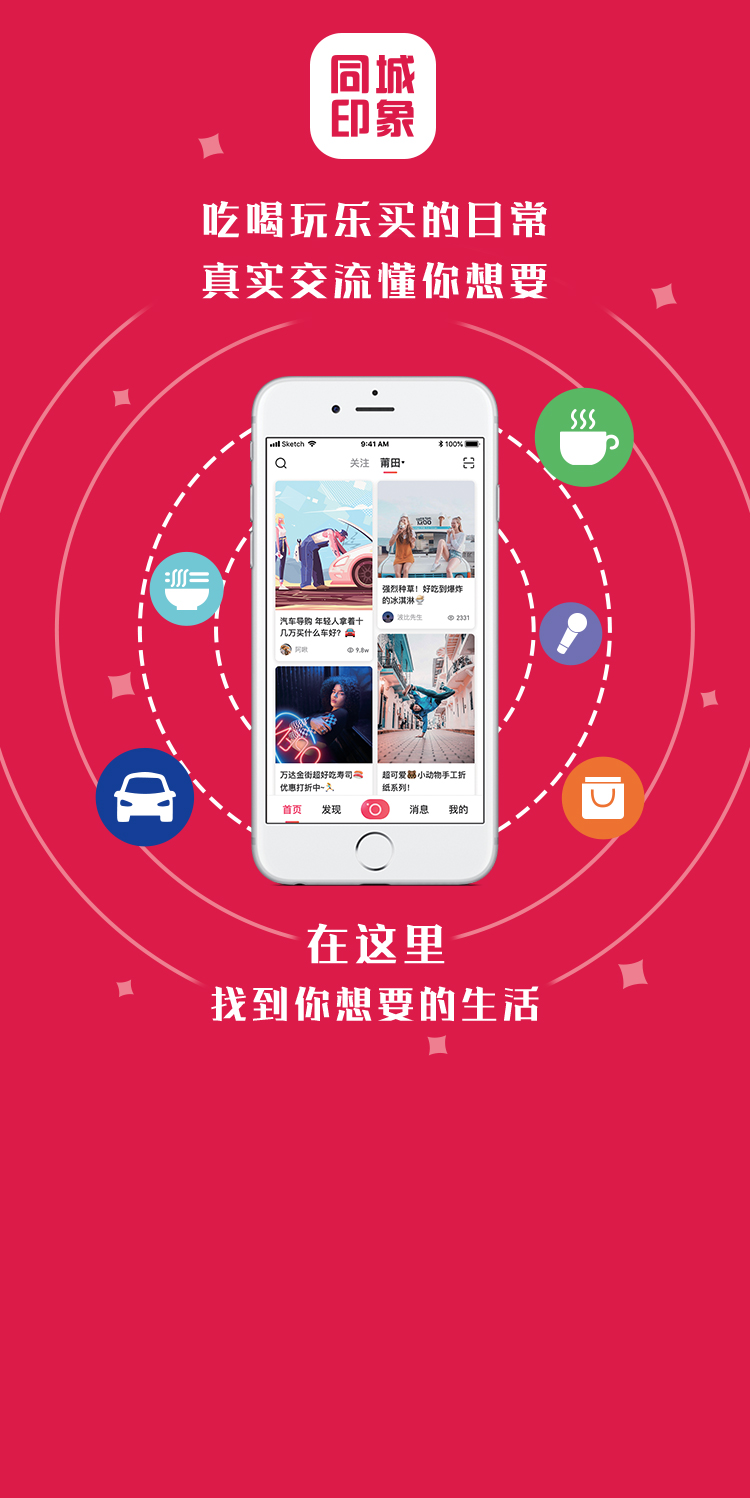 同城
印象
吃喝玩乐买的日常
真实交流懂你想要
Sketch 9:41 AM 100%
关注 莆田
汽车导购 年轻人拿着十
几万买什么车好?
阿嚏 9.8w
强烈种草!好吃到爆炸
的冰淇淋
波比先生 2331
OPEN
万达金街超好吃寿司
优惠打折中~
超可爱小动物手工折
纸系列!
首页 发现 消息 我的
在这里
找到你想要的生活